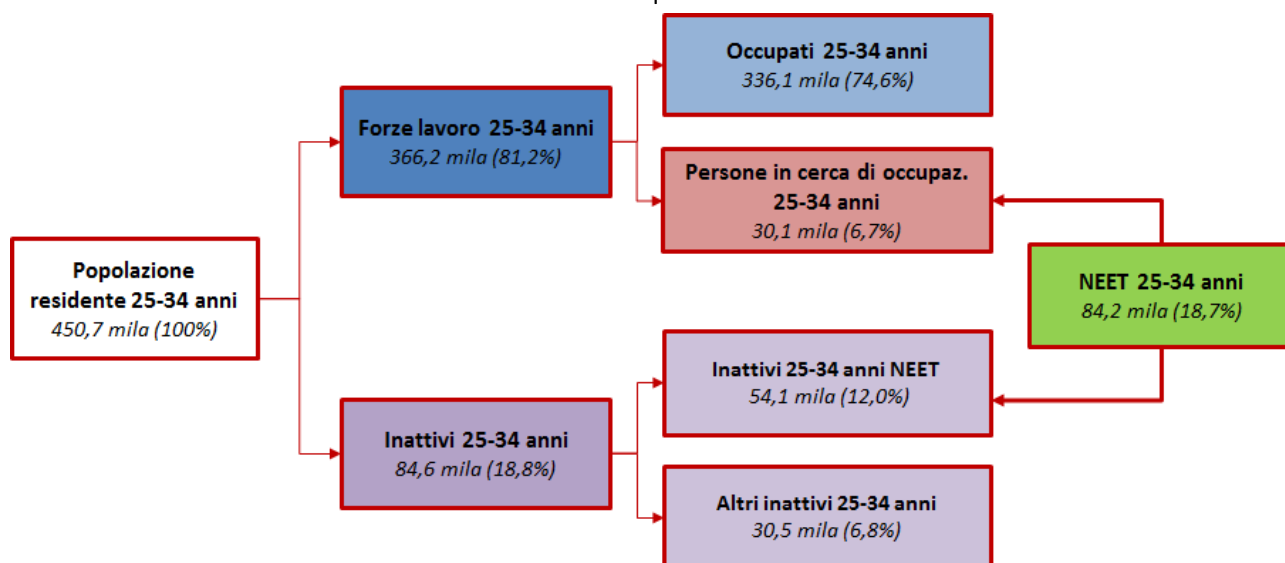 Occupati 25-34 anni
336,1 mila (74,6%)
Forze lavoro 25-34 anni
366,2 mila (81,2%)
Persone in cerca di occupaz.
25-34 anni
30,1 mila (6,7%)
Popolazione
residente 25-34 anni
450,7 mila (100%)
NEET 25-34 anni
84,2 mila (18,7%)
Inattivi 25-34 anni NEET
54,1 mila (12,0%)
Inattivi 25-34 anni
84,6 mila (18,8%)
Altri inattivi 25-34 anni
30,5 mila (6,8%)